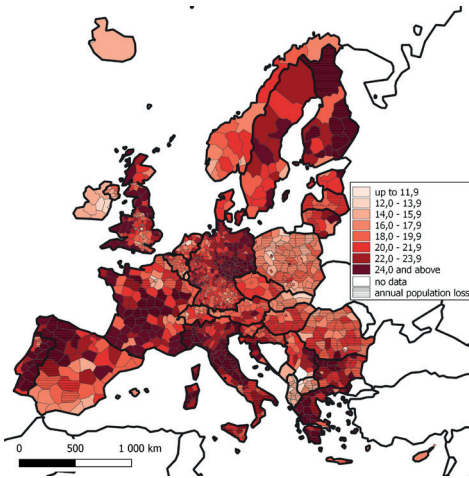 up to 11,9
12,0 - 13,9
14,0 - 15,9
16,0 - 17,9
18,0 - 19,9
20,0 - 21,9
22,0 - 23,9
24,0 and above
no data
annual population loss
0 500 1 000 km